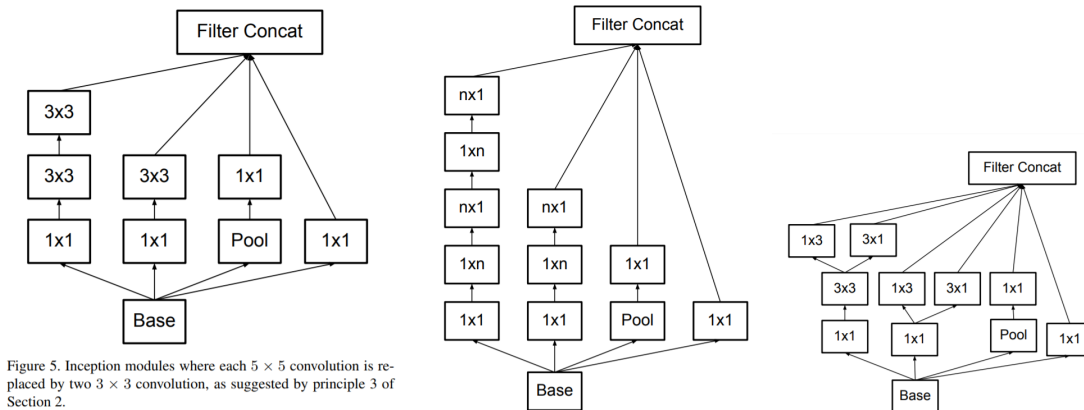 Filter Concat
3x3
3x3
3x3
1x1
1x1
1x1
Pool
1x1
Base
Figure 5. Inception modules where each 5 × 5 convolution is re-
placed by two 3 × 3 convolution, as suggested by principle 3 of
Section 2.
Filter Concat
nx1
1xn
nx1
nx1
1xn
1xn
1x1
1x1
1x1
Pool
1x1
Base
Filter Concat
1x3
3x1
3x3
1x3
3x1
1x1
1x1
1x1
Pool
1x1
Base